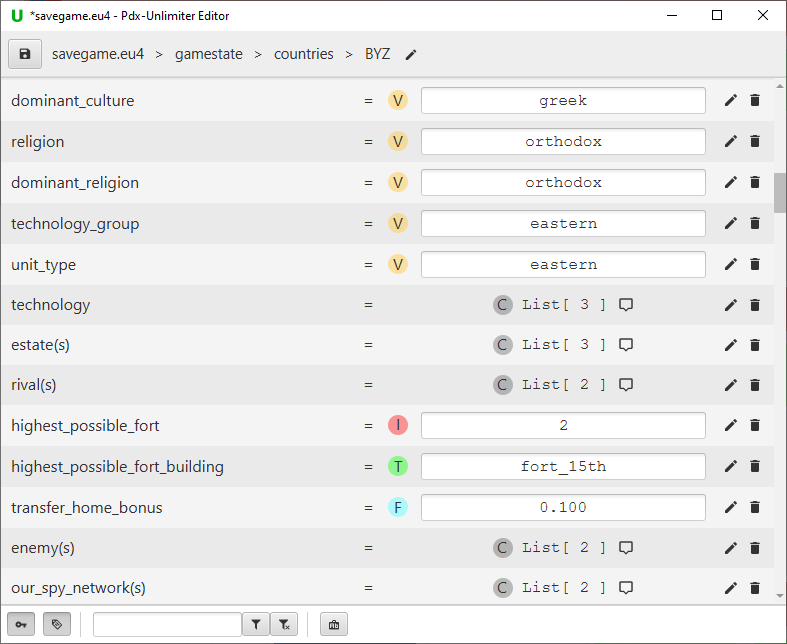 U *savegame.eu4 - Pdx-Unlimiter Editor
savegame.eu4 > gamestate > countries > BYZ
dominant_culture = V greek
religion = V orthodox
dominant_religion = V orthodox
technology_group = V eastern
unit_type = V eastern
technology = C List[ 3 ]
estate(s) = C List[ 3 ]
rival(s) = C List[ 2 ]
highest_possible_fort = I 2
highest_possible_fort_building = T fort_15th
transfer_home_bonus = F 0.100
enemy(s) = C List[ 2 ]
our_spy_network(s) = C List[ 2 ]